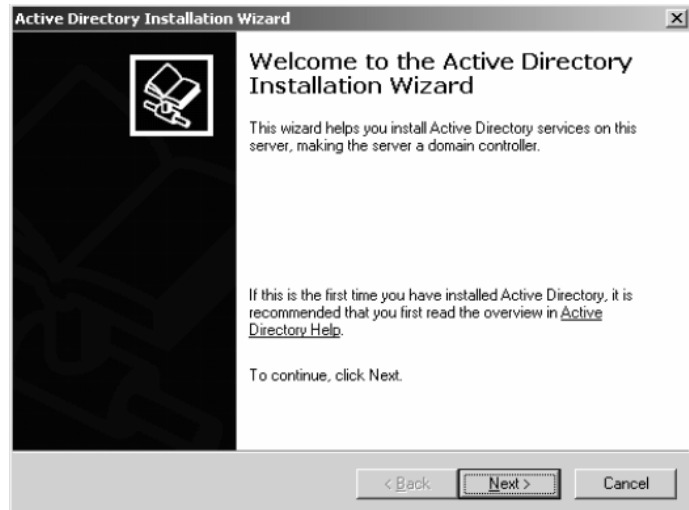 Active Directory Installation Wizard
Welcome to the Active Directory
Installation Wizard
This wizard helps you install Active Directory services on this
server, making the server a domain controller.
If this is the first time you have installed Active Directory, it is
recommended that you first read the overview in Active
Directory Help.
To continue, click Next.
< Back
Next >
Cancel